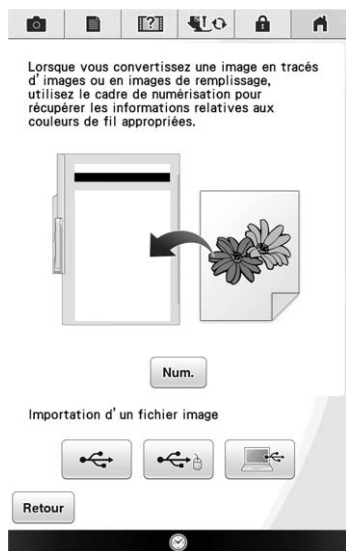 Lorsque vous convertissez une image en tracés
d'images ou en images de remplissage,
utilisez le cadre de numérisation pour
récupérer les informations relatives aux
couleurs de fil appropriées.
Num.
Importation d'un fichier image
Retour